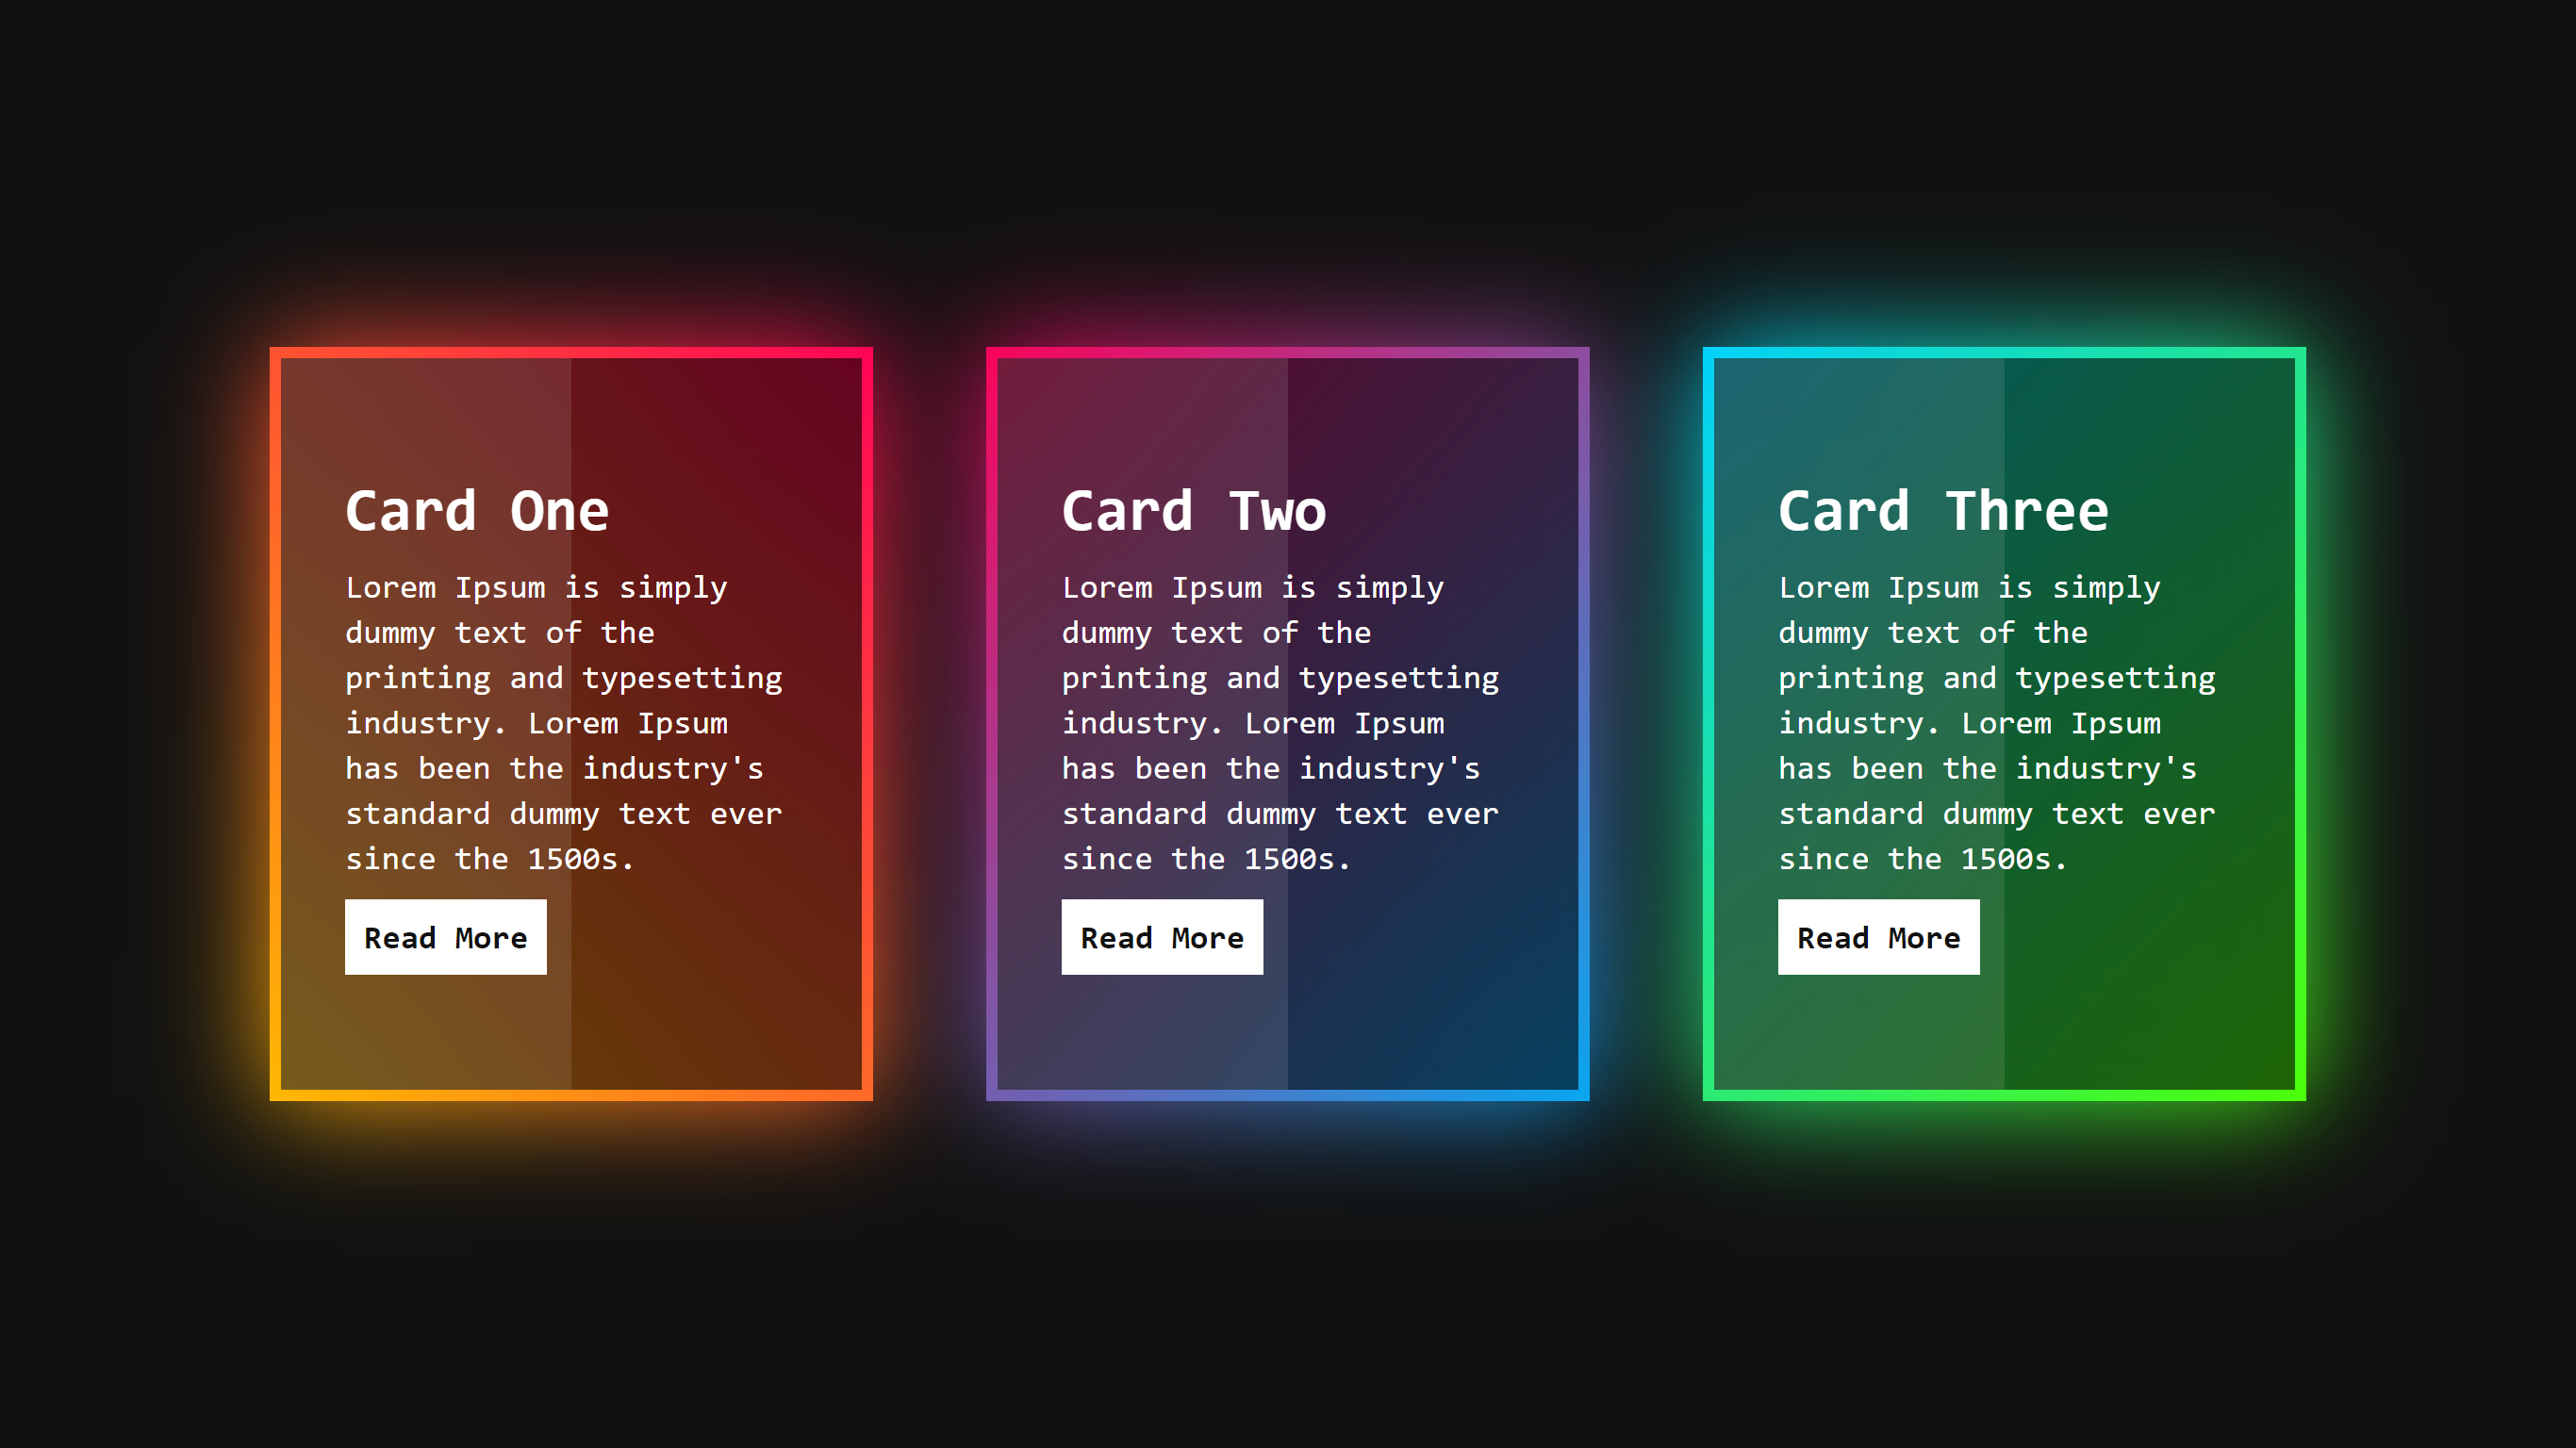 Card One
Lorem Ipsum is simply
dummy text of the
printing and typesetting
industry. Lorem Ipsum
has been the industry's
standard dummy text ever
since the 1500s.
Read More
Card Two
Lorem Ipsum is simply
dummy text of the
printing and typesetting
industry. Lorem Ipsum
has been the industry's
standard dummy text ever
since the 1500s.
Read More
Card Three
Lorem Ipsum is simply
dummy text of the
printing and typesetting
industry. Lorem Ipsum
has been the industry's
standard dummy text ever
since the 1500s.
Read More